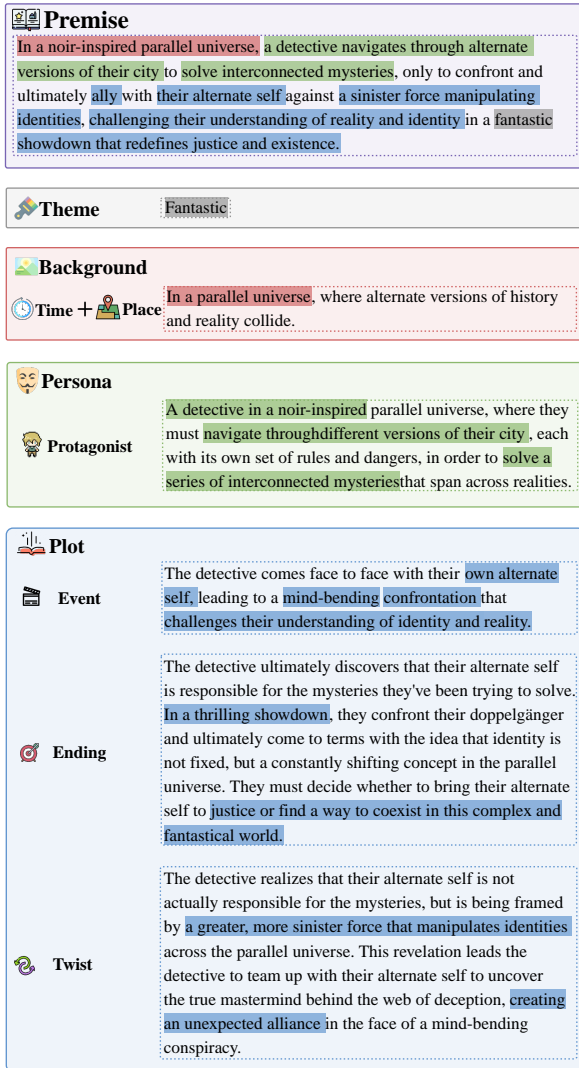 Premise
In a noir-inspired parallel universe, a detective navigates through alternate
versions of their city to solve interconnected mysteries, only to confront and
ultimately ally with their alternate self against a sinister force manipulating
identities, challenging their understanding of reality and identity in a fantastic
showdown that redefines justice and existence.
Theme
Fantastic
Background
Time + Place
In a parallel universe, where alternate versions of history
and reality collide.
Persona
Protagonist
A detective in a noir-inspired parallel universe, where they
must navigate throughdifferent versions of their city , each
with its own set of rules and dangers, in order to solve a
series of interconnected mysteriesthat span across realities.
Plot
Event
The detective comes face to face with their own alternate
self, leading to a mind-bending confrontation that
challenges their understanding of identity and reality.
Ending
The detective ultimately discovers that their alternate self
is responsible for the mysteries they've been trying to solve.
In a thrilling showdown, they confront their doppelgänger
and ultimately come to terms with the idea that identity is
not fixed, but a constantly shifting concept in the parallel
universe. They must decide whether to bring their alternate
self to justice or find a way to coexist in this complex and
fantastical world.
Twist
The detective realizes that their alternate self is not
actually responsible for the mysteries, but is being framed
by a greater, more sinister force that manipulates identities
across the parallel universe. This revelation leads the
detective to team up with their alternate self to uncover
the true mastermind behind the web of deception, creating
an unexpected alliance in the face of a mind-bending
conspiracy.